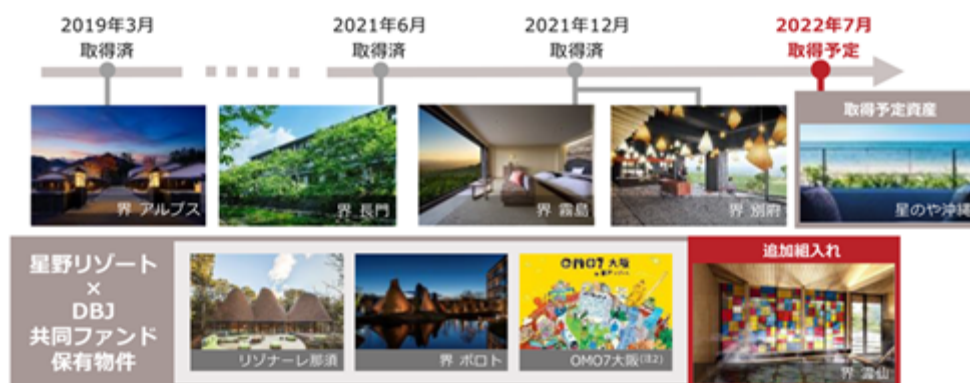 2019年3月
取得済
2021年6月
取得済
2021年12月
取得済
2022年7月
取得予定
取得予定資産
界 アルプス
界 長門
界 霧島
界 別府
星のや沖縄
星野リゾート
×
DBJ
共同ファンド
保有物件
追加組入れ
OMO7 大阪
リゾナーレ那須
界 ポロト
OMO7大阪(注2)
界 雲仙